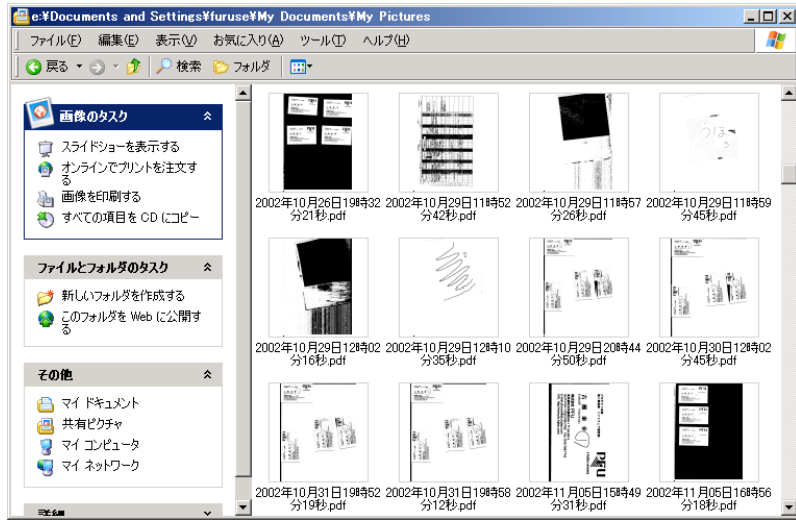 e:¥Documents and Settings¥furuse¥My Documents¥My Pictures
ファイル(F) 編集(E) 表示(V) お気に入り(A) ツール(T) ヘルプ(H)
戻る 検索 フォルダ
画像のタスク
スライドショーを表示する
オンラインでプリントを注文す
る
画像を印刷する
すべての項目を CD にコピー
ファイルとフォルダのタスク
新しいフォルダを作成する
このフォルダを Web に公開す
る
その他
マイ ドキュメント
共有ピクチャ
マイ コンピュータ
マイ ネットワーク
詳細
2002年10月26日19時32
分21秒.pdf
2002年10月29日11時52
分42秒.pdf
2002年10月29日11時57
分26秒.pdf
つぼ
2002年10月29日11時59
分45秒.pdf
2002年10月29日12時02
分16秒.pdf
2002年10月29日12時10
分35秒.pdf
2002年10月29日20時44
分50秒.pdf
2002年10月30日12時02
分45秒.pdf
2002年10月31日19時52
分19秒.pdf
2002年10月31日19時58
分12秒.pdf
PFU
2002年11月05日15時49
分31秒.pdf
2002年11月05日16時56
分18秒.pdf